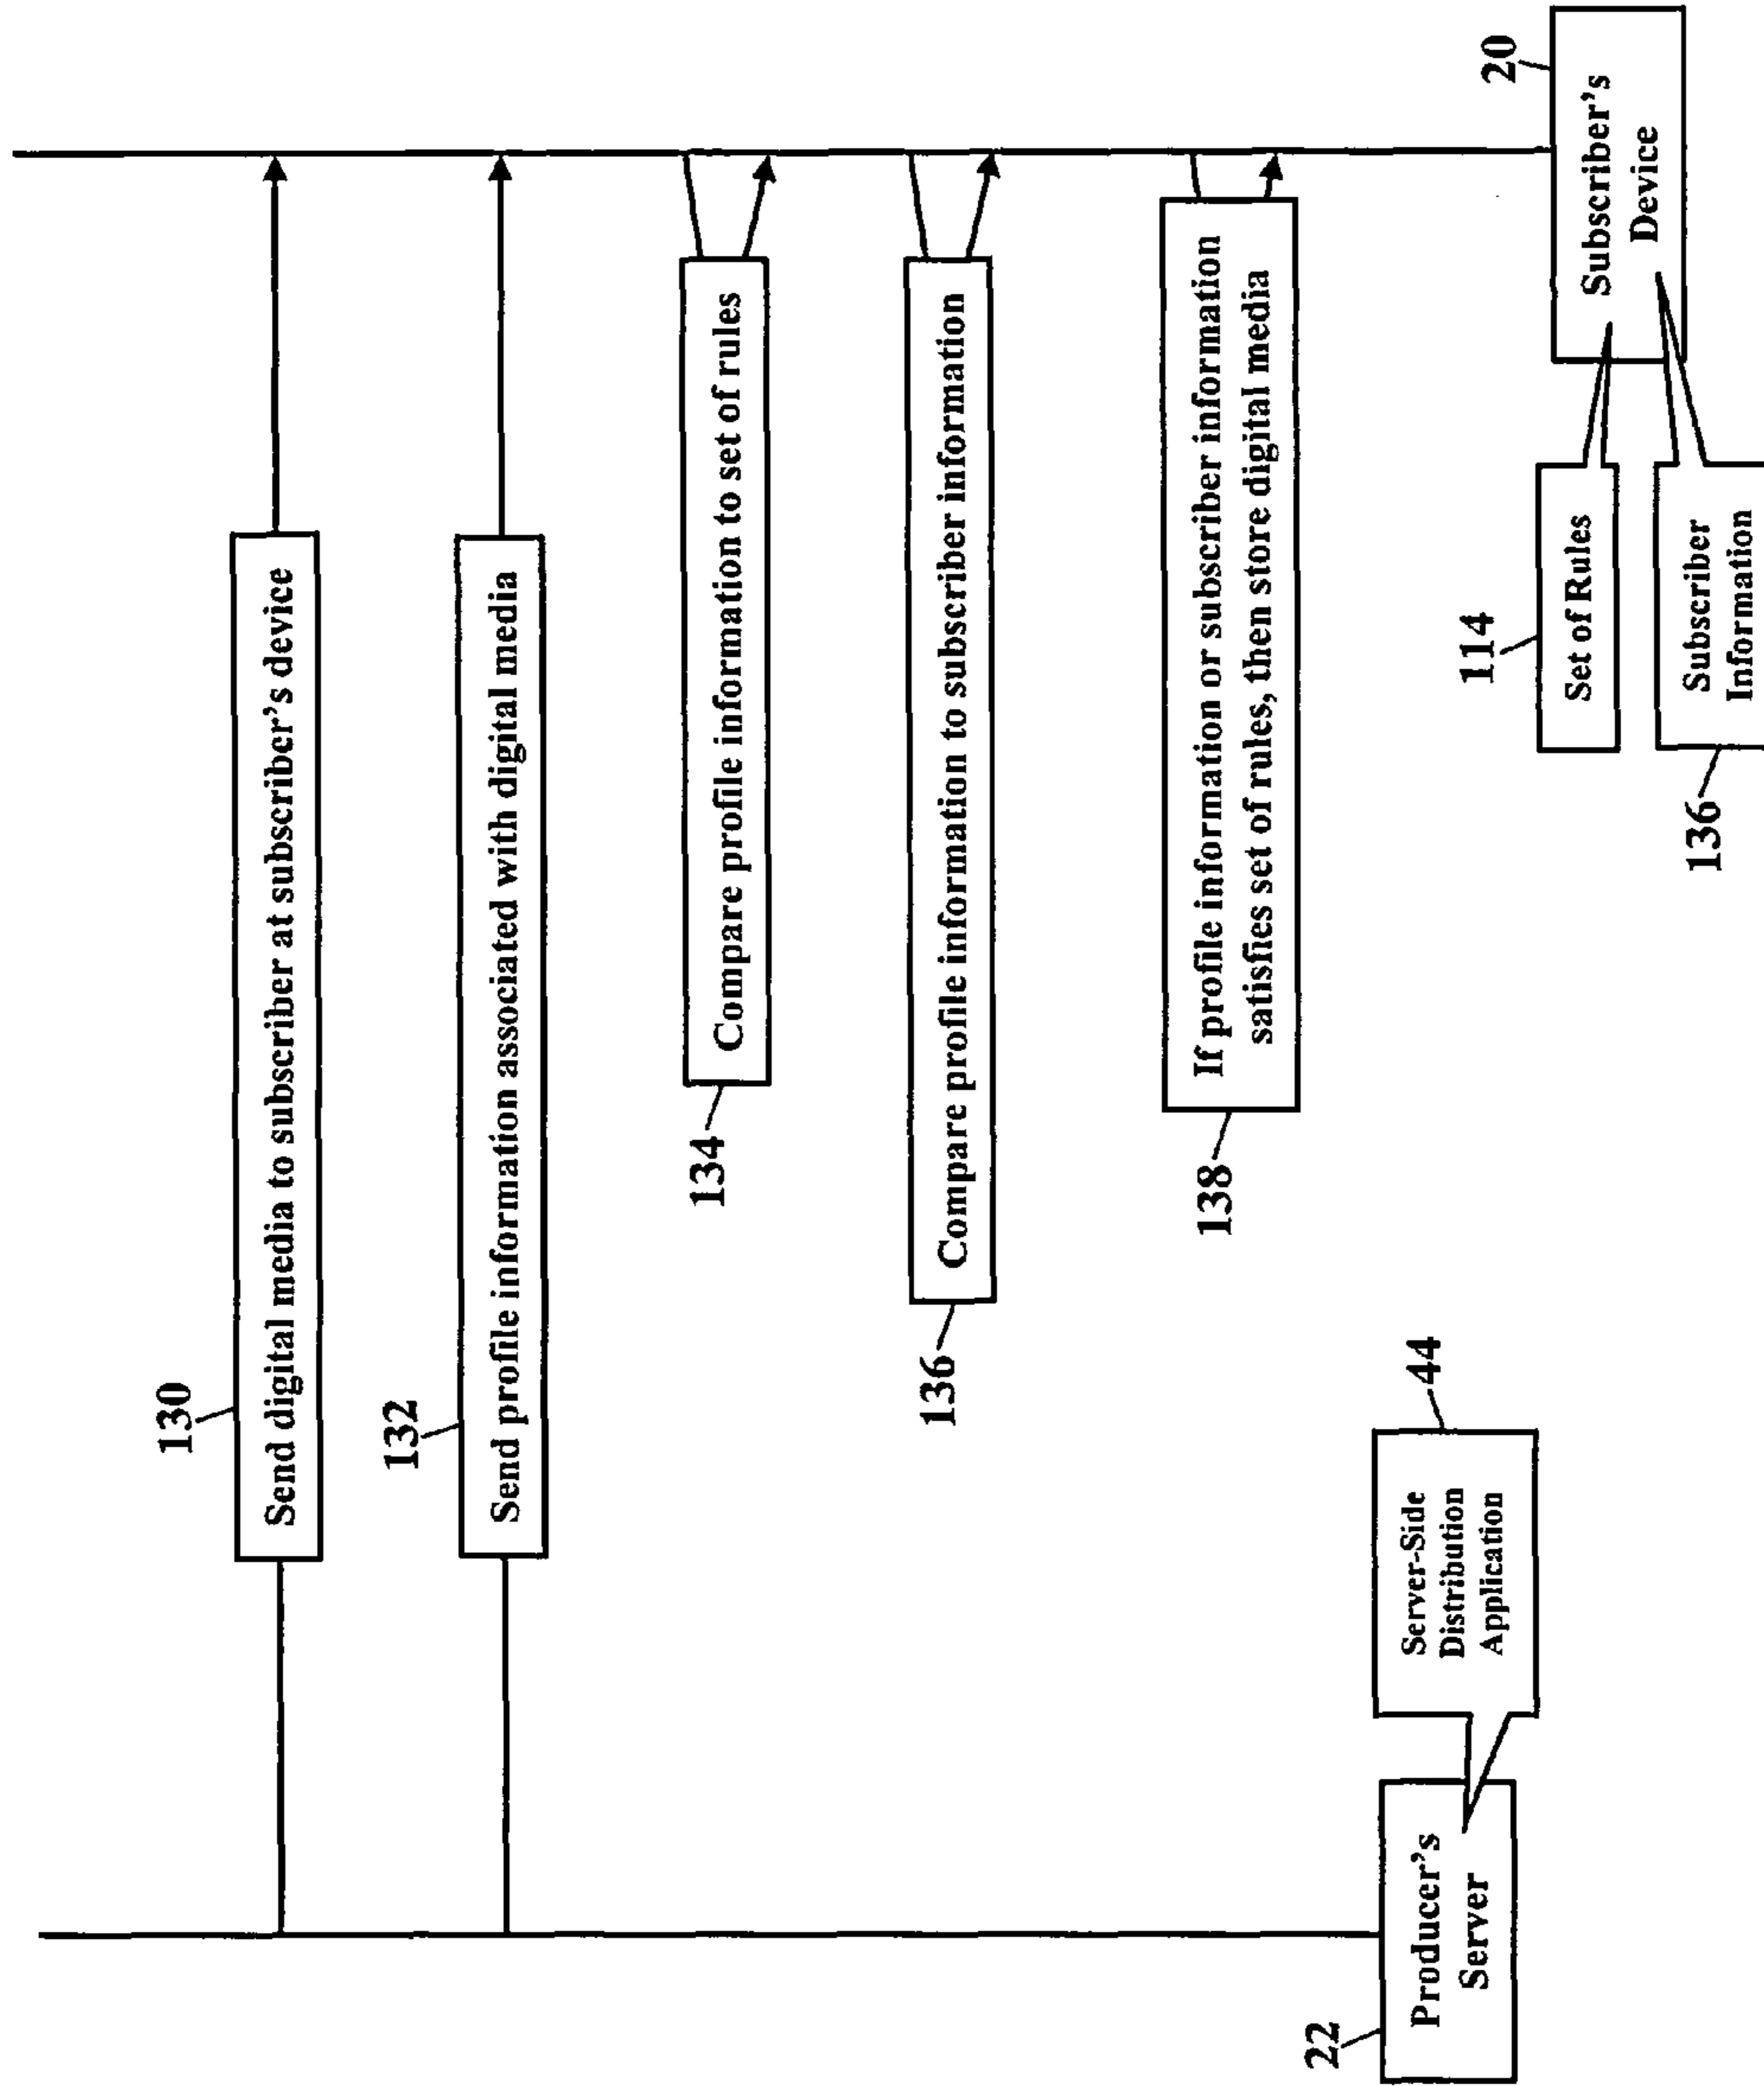 130
Send digital media to subscriber at subscriber's device
132
Send profile information associated with digital media
134
Compare profile information to set of rules
136
Compare profile information to subscriber information
138
If profile information or subscriber information
satisfies set of rules, then store digital media
22
Producer's
Server
44
Server-Side
Distribution
Application
114
Set of Rules
136
Subscriber
Information
20
Subscriber's
Device